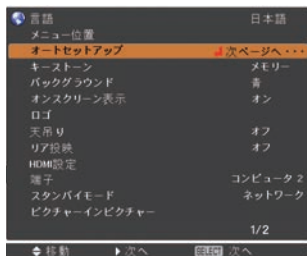 言語 日本語
メニュー位置
オートセットアップ 次ページへ・・・
キーストーン メモリー
バックグラウンド 青
オンスクリーン表示 オン
ロゴ
天吊り オフ
リア投映 オフ
HDMI設定
端子 コンピュータ 2
スタンバイモード ネットワーク
ピクチャーインピクチャー
1/2
移動 次へ SELECT 次へ